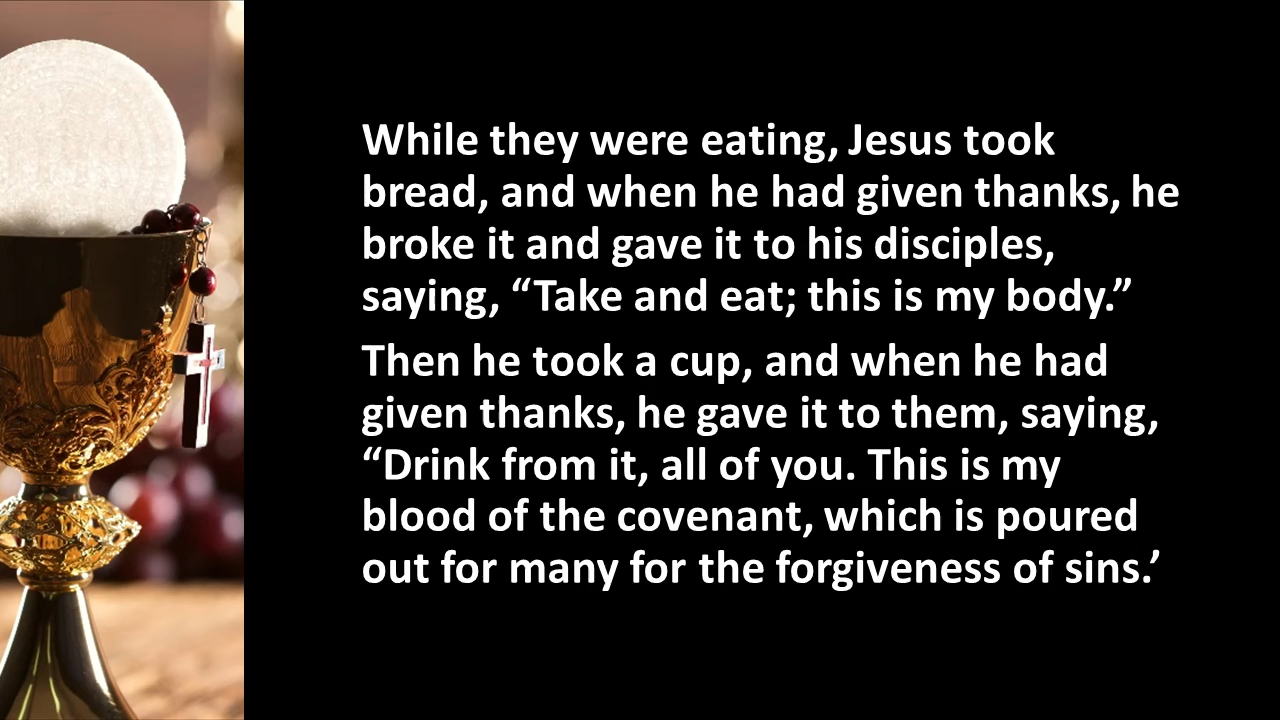 While they were eating, Jesus took
bread, and when he had given thanks, he
broke it and gave it to his disciples,
saying, “Take and eat; this is my body.”
Then he took a cup, and when he had
given thanks, he gave it to them, saying,
“Drink from it, all of you. This is my
blood of the covenant, which is poured
out for many for the forgiveness of sins.’